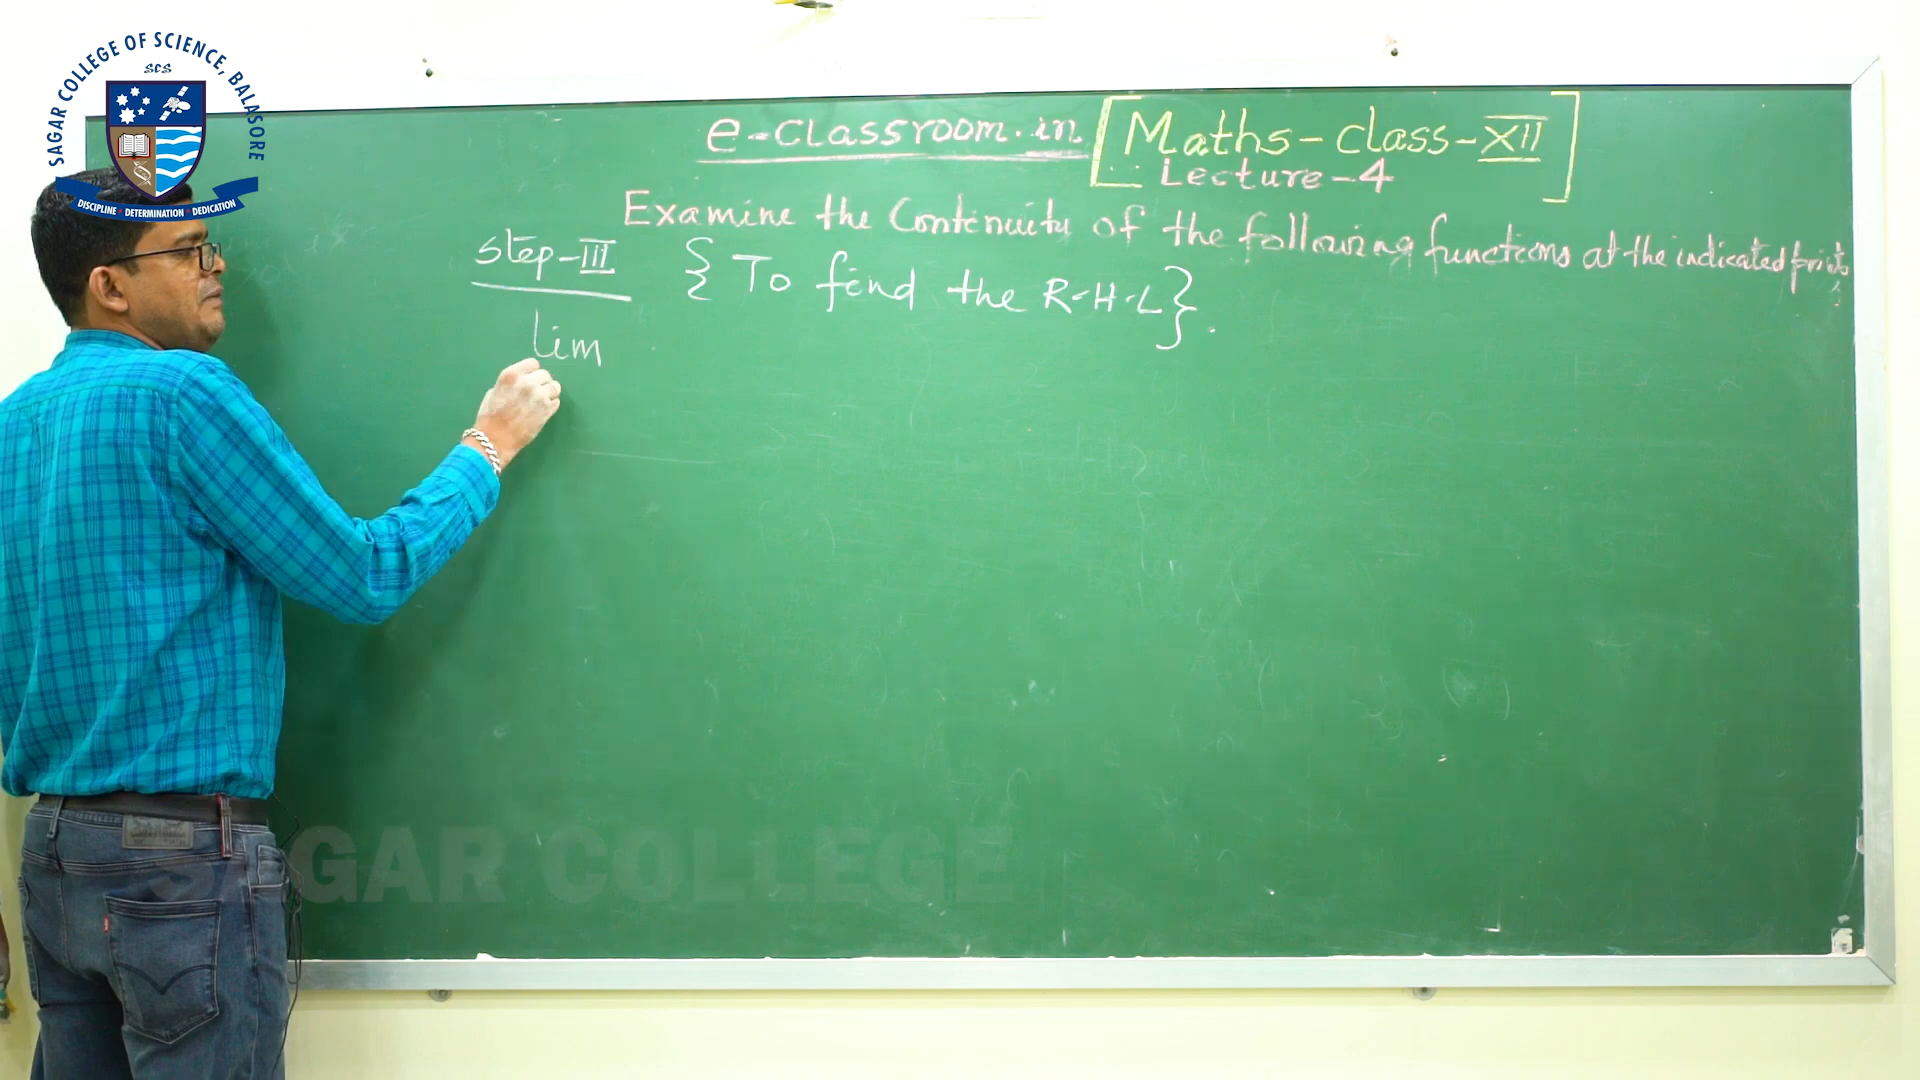 SAGAR COLLEGE OF SCIENCE, BALASORE
SCS
DISCIPLINE • DETERMINATION • DEDICATION
e-classroom.in [Maths-class-XII
Lecture-4]
Examine the Contenuity of the following functions at the indicated points
step-III {To find the R-H-L}.
lim
SAGAR COLLEGE